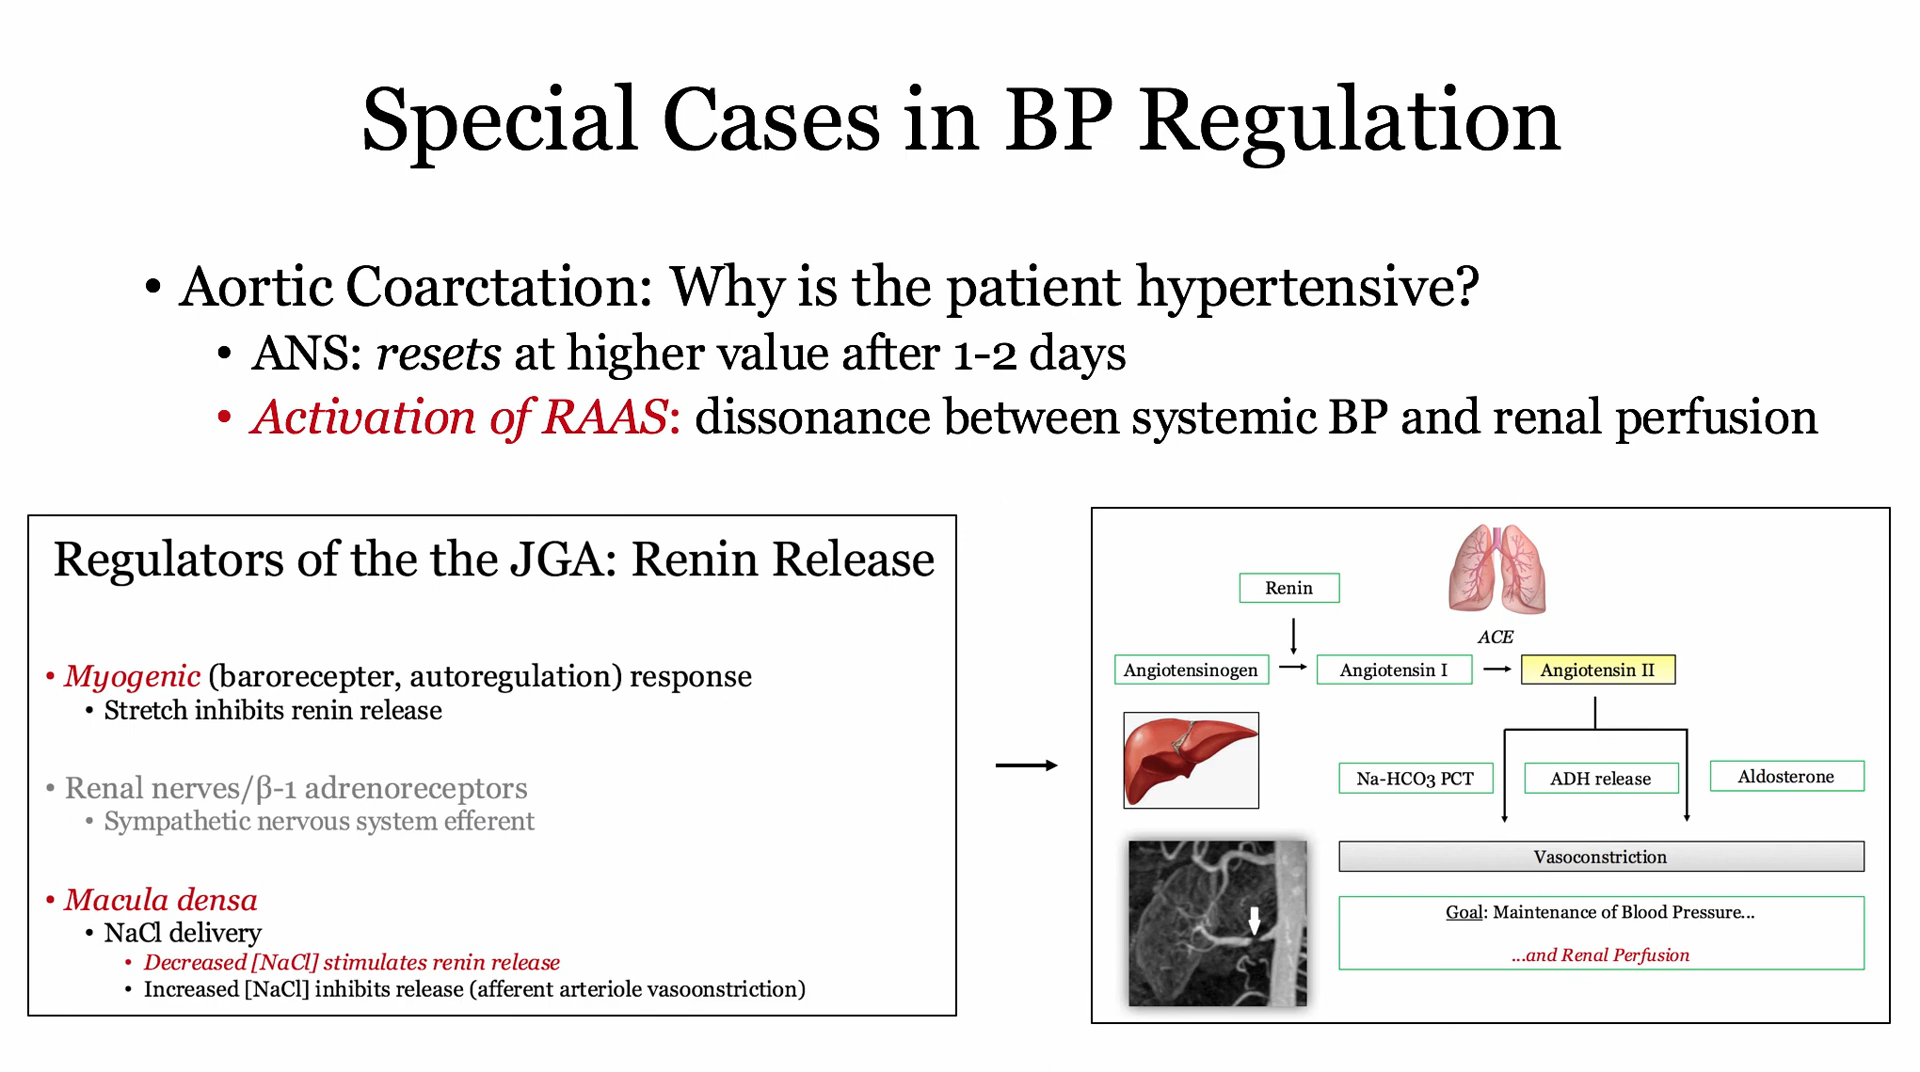 Special Cases in BP Regulation
• Aortic Coarctation: Why is the patient hypertensive?
• ANS: resets at higher value after 1-2 days
• Activation of RAAS: dissonance between systemic BP and renal perfusion
Regulators of the the JGA: Renin Release
• Myogenic (barorecepter, autoregulation) response
• Stretch inhibits renin release
• Renal nerves/β-1 adrenoreceptors
• Sympathetic nervous system efferent
• Macula densa
• NaCl delivery
• Decreased [NaCl] stimulates renin release
• Increased [NaCl] inhibits release (afferent arteriole vasoonstriction)
Renin
ACE
Angiotensinogen
Angiotensin I
Angiotensin II
Na-HCO3 PCT
ADH release
Aldosterone
Vasoconstriction
Goal: Maintenance of Blood Pressure...
...and Renal Perfusion